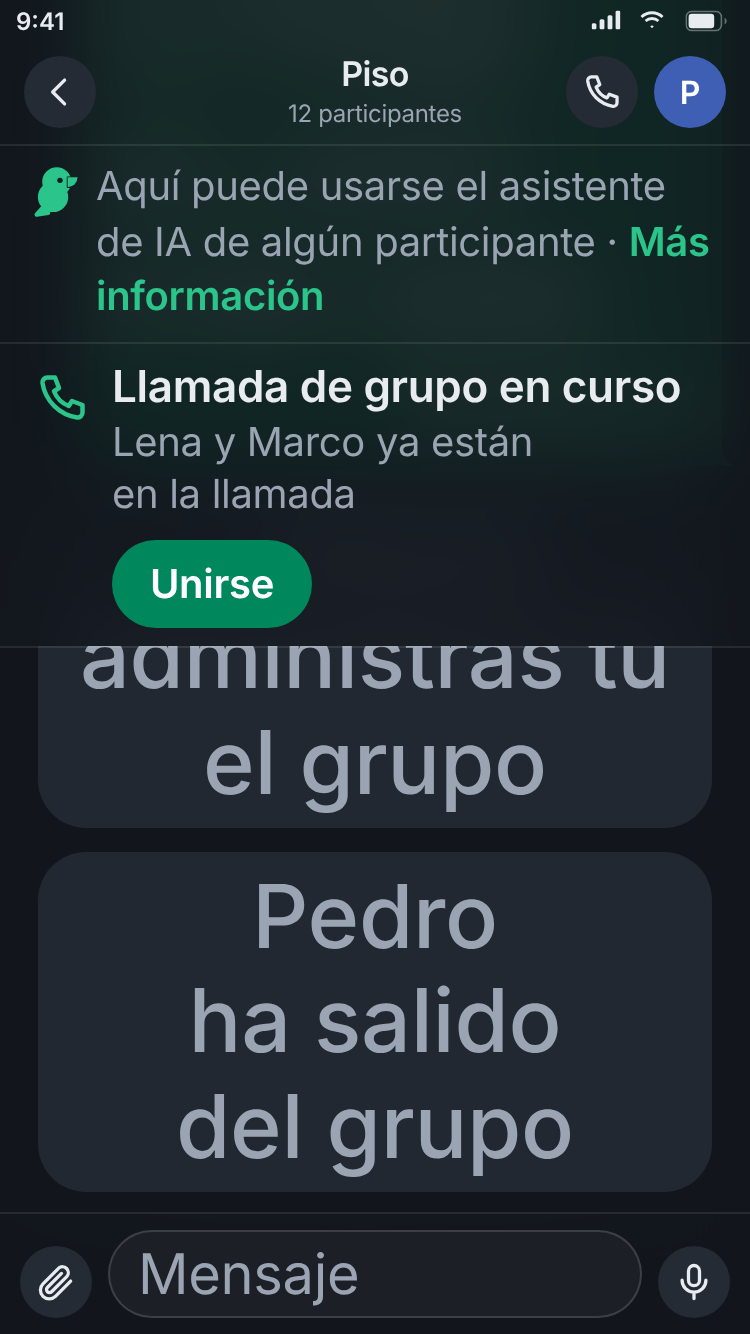 9:41
Piso
12 participantes
P
Aquí puede usarse el asistente
de IA de algún participante · Más
información
Llamada de grupo en curso
Lena y Marco ya están
en la llamada
Unirse
administras tú
el grupo
Pedro
ha salido
del grupo
Mensaje